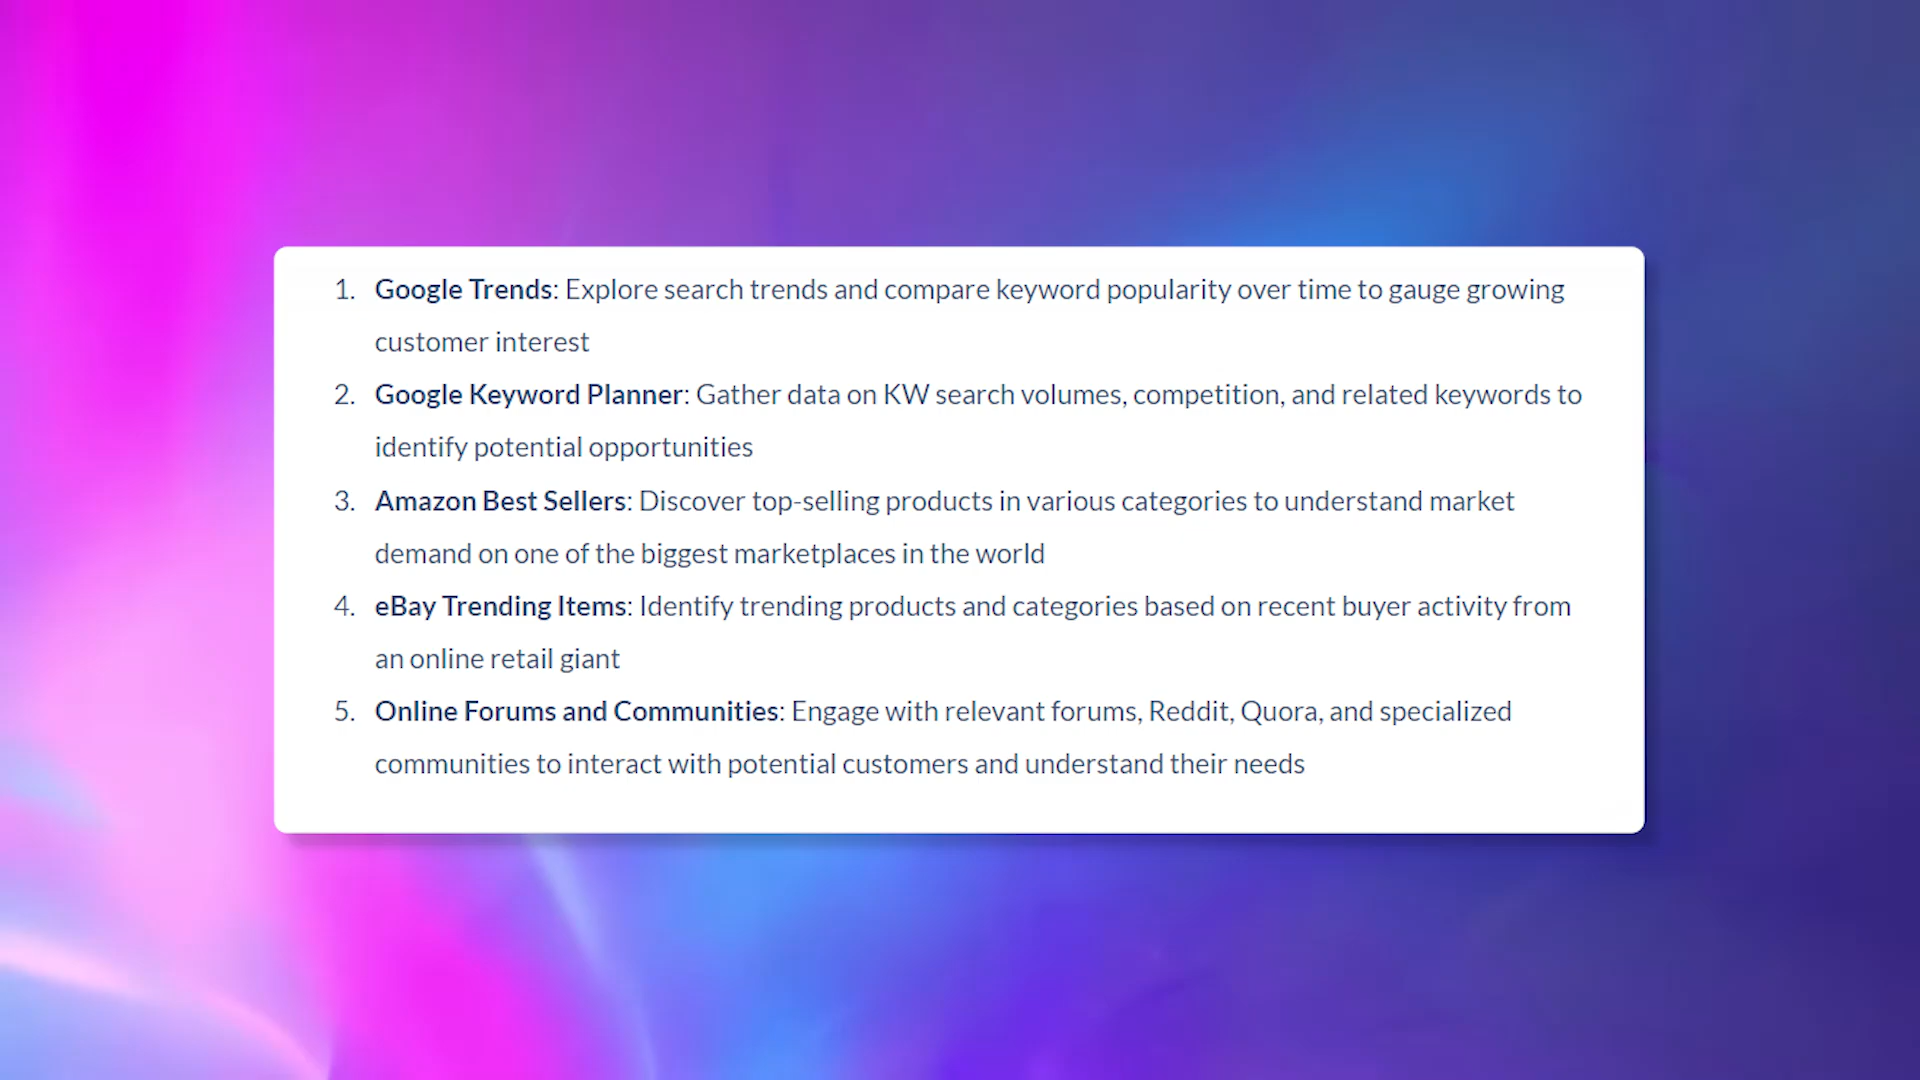 1. Google Trends: Explore search trends and compare keyword popularity over time to gauge growing
customer interest
2. Google Keyword Planner: Gather data on KW search volumes, competition, and related keywords to
identify potential opportunities
3. Amazon Best Sellers: Discover top-selling products in various categories to understand market
demand on one of the biggest marketplaces in the world
4. eBay Trending Items: Identify trending products and categories based on recent buyer activity from
an online retail giant
5. Online Forums and Communities: Engage with relevant forums, Reddit, Quora, and specialized
communities to interact with potential customers and understand their needs